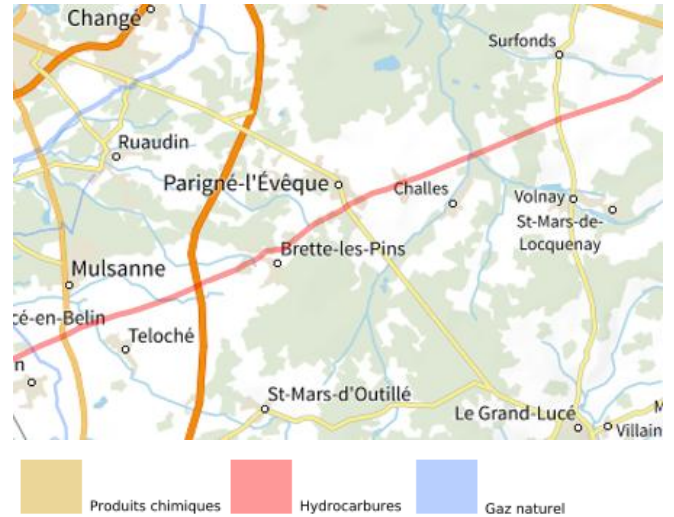 Changé
Surfonds
Ruaudin
Parigné-l'Évêque
Challes
Volnay
St-Mars-de-
Locquenay
Brette-les-Pins
Mulsanne
cé-en-Belin
Teloché
n
St-Mars-d'Outillé
Le Grand-Lucé
M
Villain
Produits chimiques
Hydrocarbures
Gaz naturel